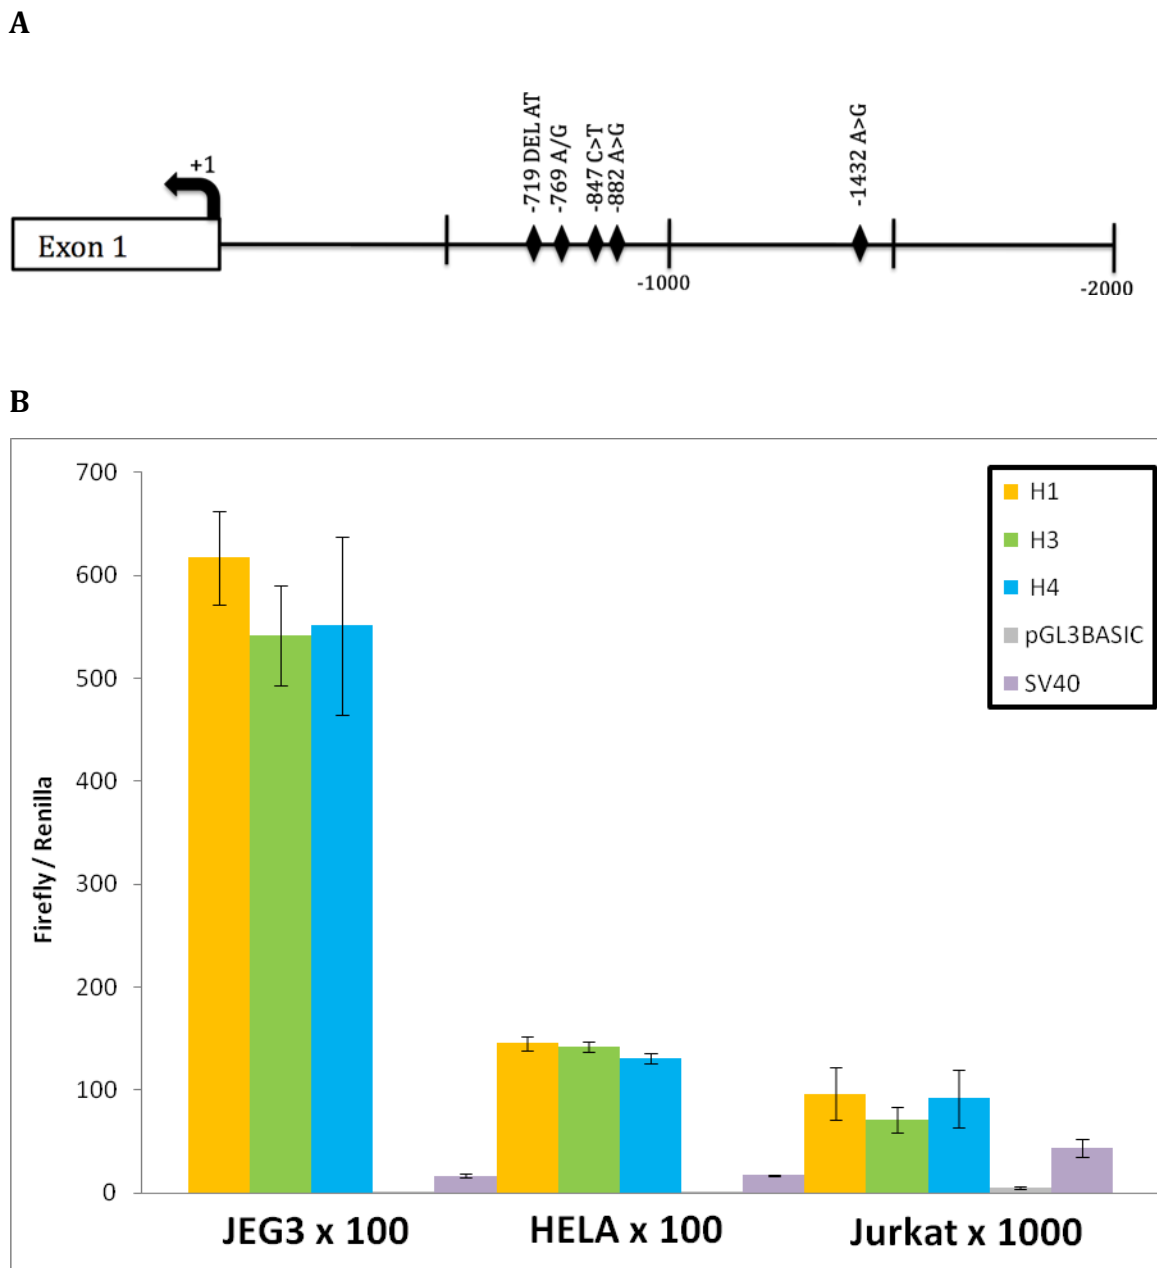 A
-719 DEL AT
-769 A/G
-847 C>T
-882 A>G
-1432 A>G
+1
Exon 1
-1000
-2000
B
700
600
500
400
300
200
100
0
Firefly / Renilla
H1
H3
H4
pGL3BASIC
SV40
JEG3 x 100
HELA x 100
Jurkat x 1000